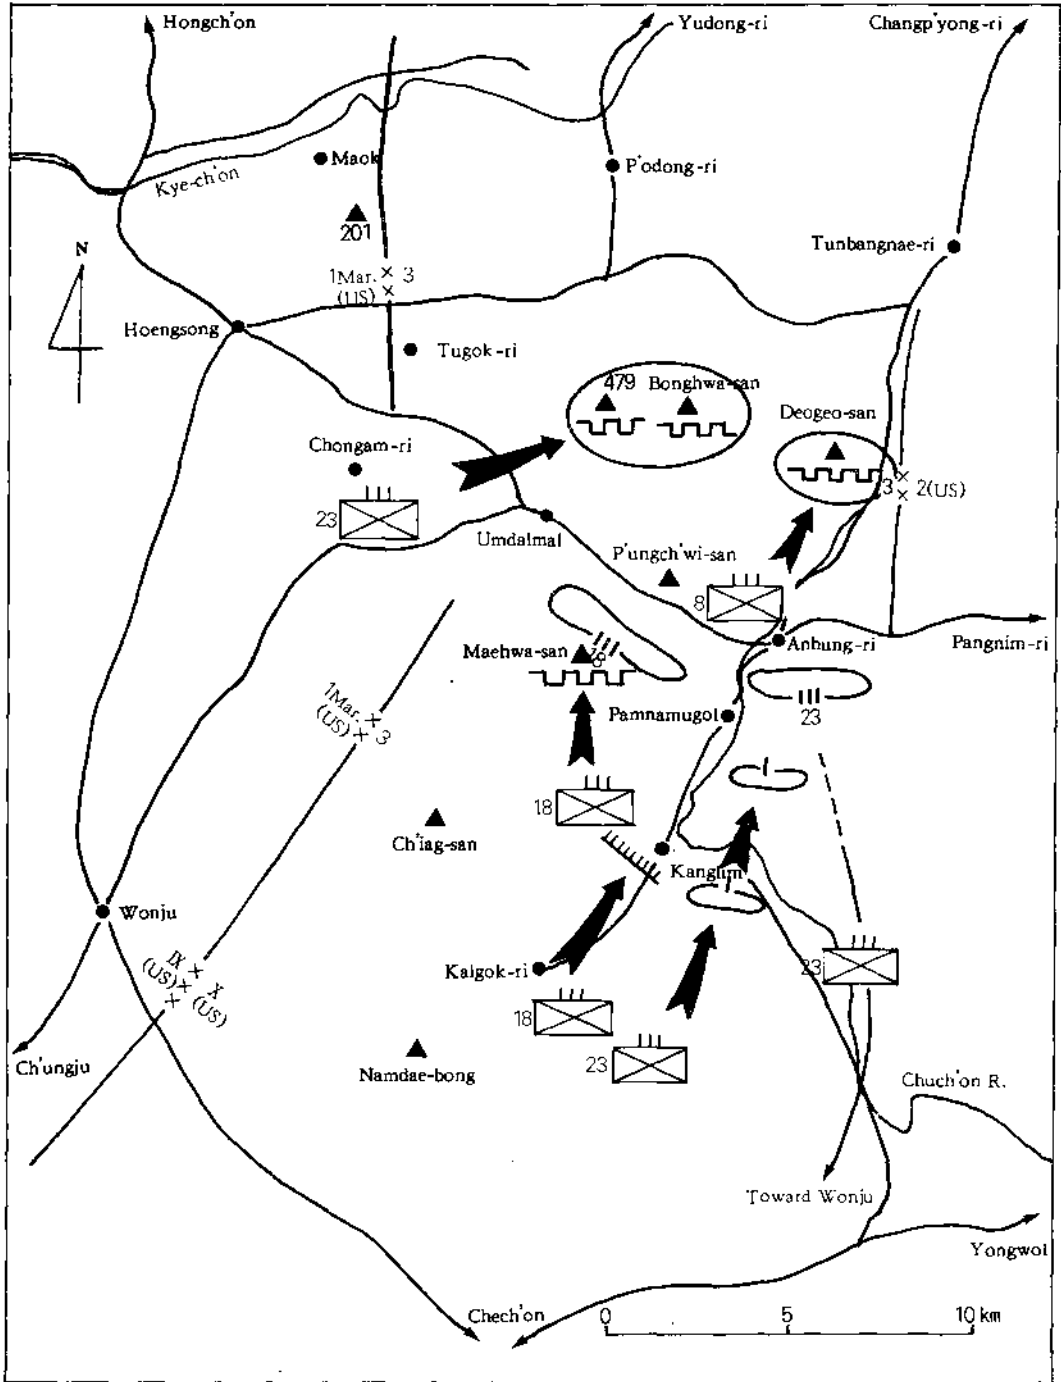 Hongch'on
Yudong-ri
Changp'yong-ri
Maok
Kye-ch'on
P'odong-ri
201
Tunbangnae-ri
N
1Mar. × 3
(US) ×
Hoengsong
Tugok-ri
479 Bonghwa-san
Deogeo-san
Chongam-ri
3 × 2(US)
×
23
Umdalmal
P'ungch'wi-san
8
Maehwa-san
18
Anhung-ri
Pangnim-ri
1Mar. × 3
(US) ×
Pamnamugol
23
18
Ch'iag-san
Kanglim
Wonju
IX × X
(US) × (US)
×
Kalgok-ri
23
18
Ch'ungju
Namdae-bong
23
Chuch'on R.
Toward Wonju
Yongwol
Chech'on
0 5 10 km